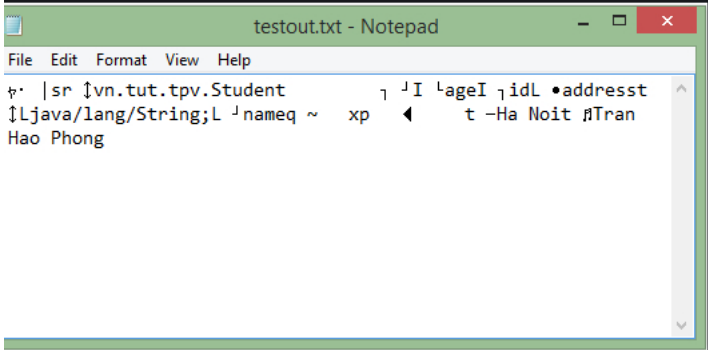 testout.txt - Notepad
File Edit Format View Help
|sr ↕vn.tut.tpv.Student ┐ ┘I └ageI ┐idL •addresst
↕Ljava/lang/String;L ┘nameq ~ xp ◄ t –Ha Noit ♫Tran
Hao Phong